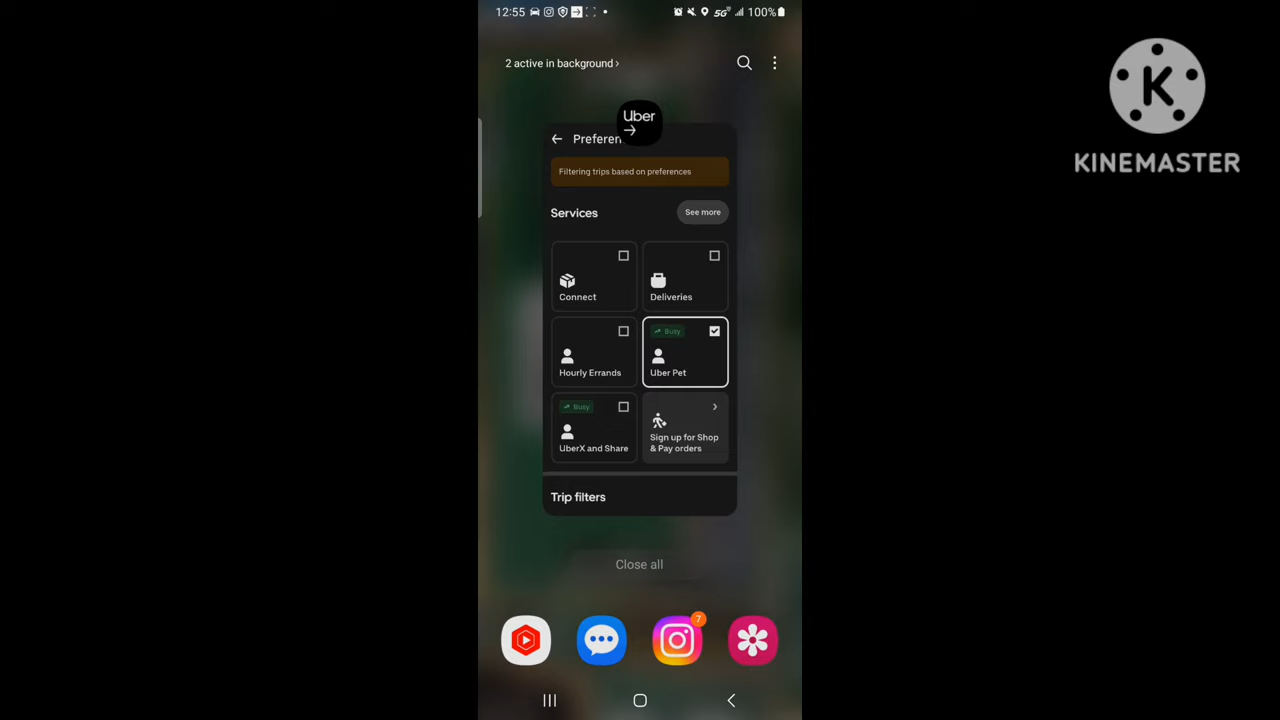 12:55
5G
100%
2 active in background ›
Uber
Preferen
Filtering trips based on preferences
Services
See more
Connect
Deliveries
Hourly Errands
Busy
Uber Pet
Busy
UberX and Share
Sign up for Shop
& Pay orders
Trip filters
Close all
7
K
KINEMASTER